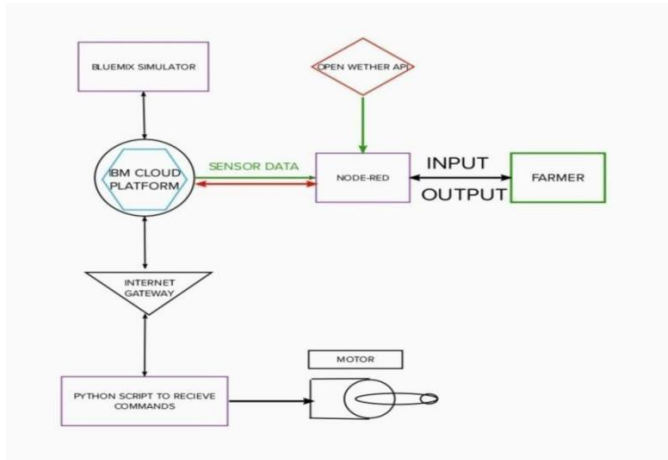 BLUEMIX SIMULATOR
OPEN WETHER API
IBM CLOUD
PLATFORM
SENSOR DATA
NODE-RED
INPUT
OUTPUT
FARMER
INTERNET
GATEWAY
MOTOR
PYTHON SCRIPT TO RECIEVE
COMMANDS